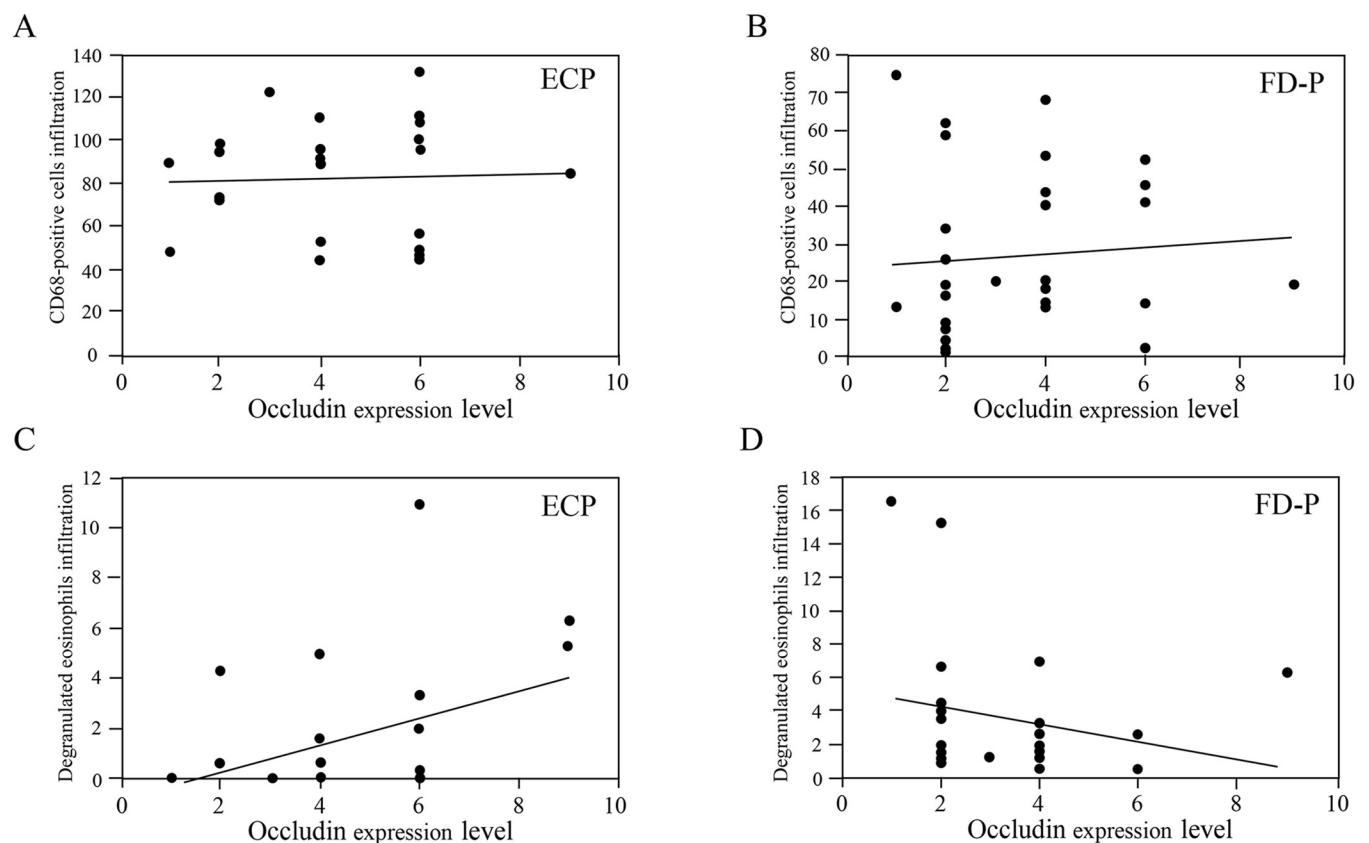 A
B
CD68-positive cells infiltration
140
120
100
80
60
40
20
0
ECP
0 2 4 6 8 10
Occludin expression level
CD68-positive cells infiltration
80
70
60
50
40
30
20
10
0
FD-P
0 2 4 6 8 10
Occludin expression level
C
D
Degranulated eosinophils infiltration
12
10
8
6
4
2
0
ECP
0 2 4 6 8 10
Occludin expression level
Degranulated eosinophils infiltration
18
16
14
12
10
8
6
4
2
0
FD-P
0 2 4 6 8 10
Occludin expression level